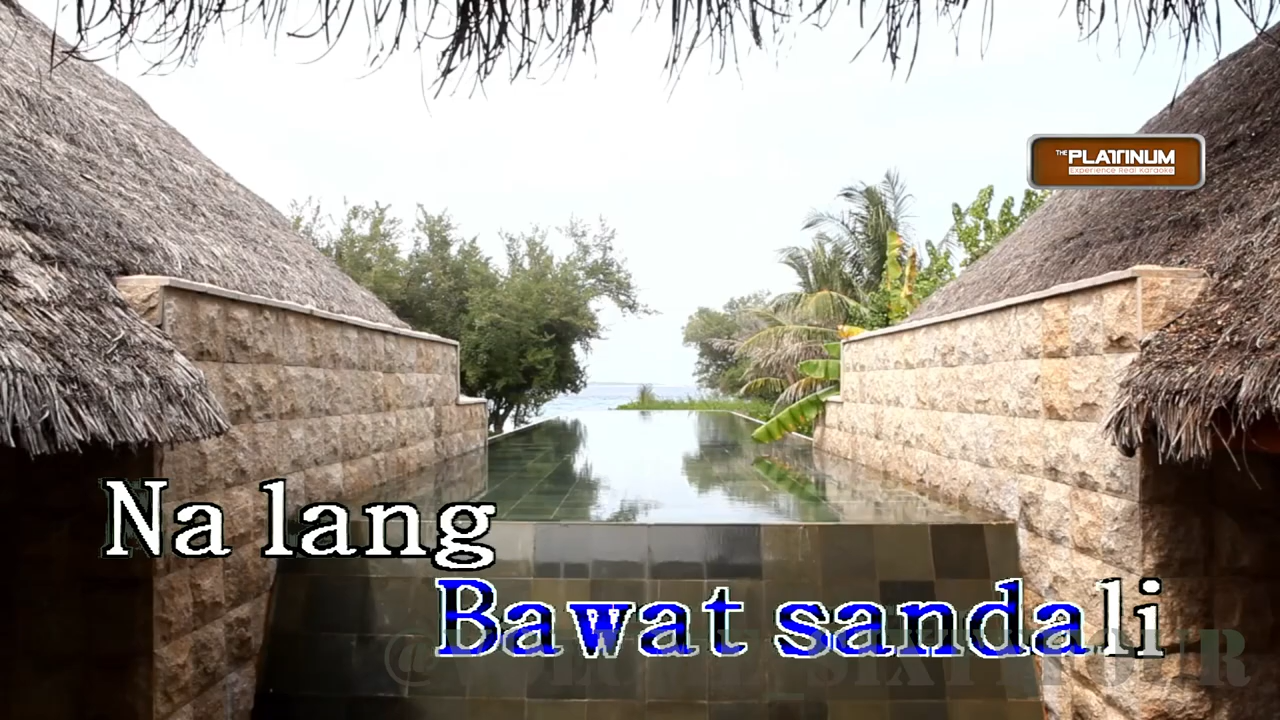 THE PLATINUM
Experience Real Karaoke
Na lang
Bawat sandali